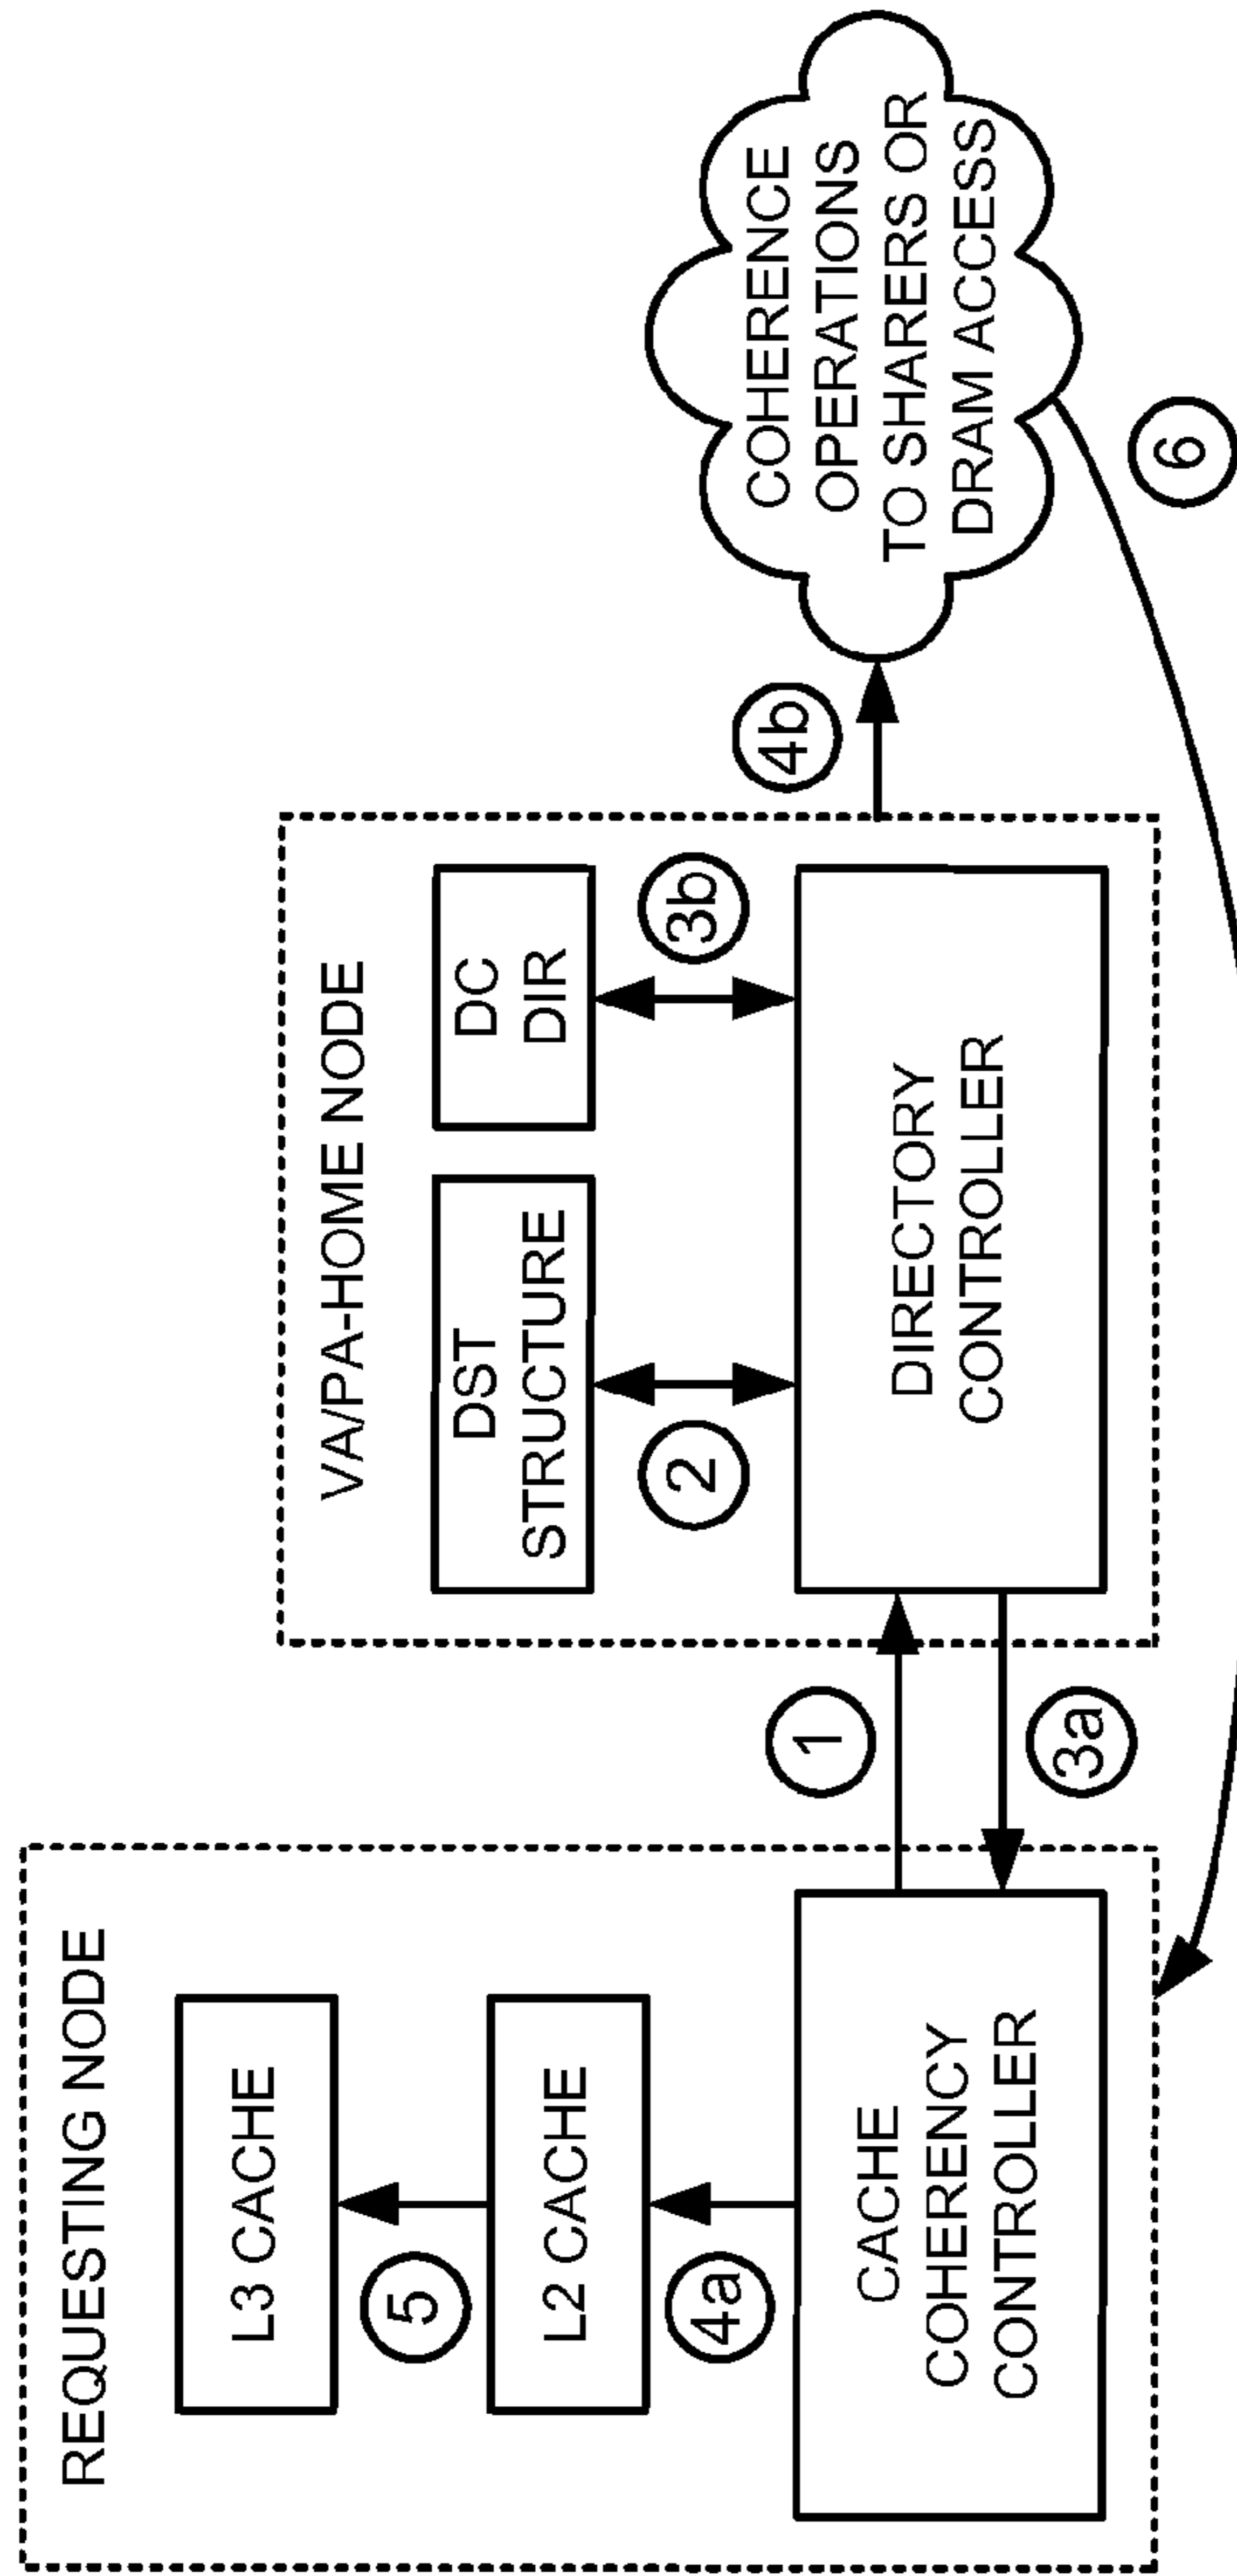 REQUESTING NODE
L3 CACHE
5
L2 CACHE
4a
CACHE
COHERENCY
CONTROLLER
1
3a
VA/PA-HOME NODE
DST
STRUCTURE
DC
DIR
2
3b
DIRECTORY
CONTROLLER
4b
COHERENCE
OPERATIONS
TO SHARERS OR
DRAM ACCESS
6